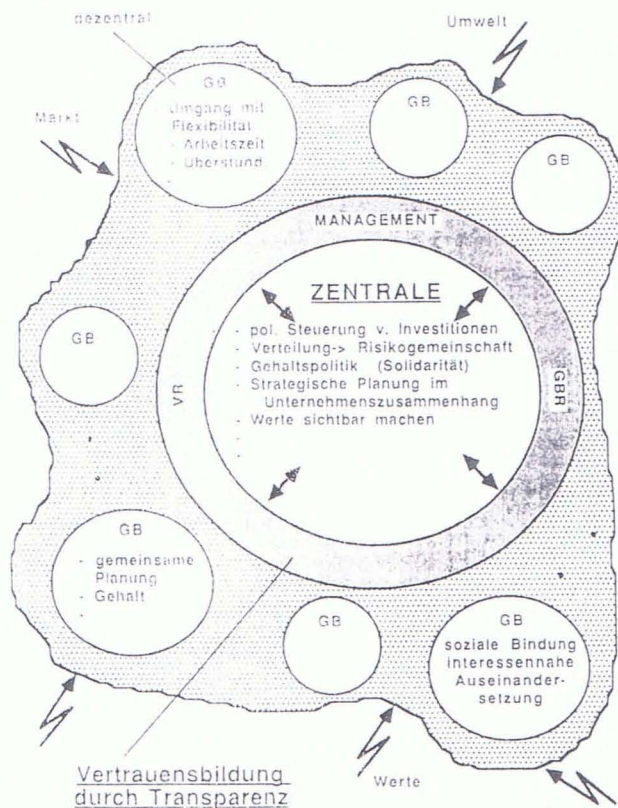 dezentral
Umwelt
Markt
GB
- Umgang mit
Flexibilität
- Arbeitszeit
- Überstund.
-
GB
GB
MANAGEMENT
ZENTRALE
- pol. Steuerung v. Investitionen
- Verteilung-> Risikogemeinschaft
- Gehaltspolitik (Solidarität)
- Strategische Planung im
Unternehmenszusammenhang
- Werte sichtbar machen
-
-
GB
VR
GBR
GB
- gemeinsame
Planung
- Gehalt
-
GB
GB
soziale Bindung
interessennahe
Auseinander-
setzung
Werte
Vertrauensbildung
durch Transparenz